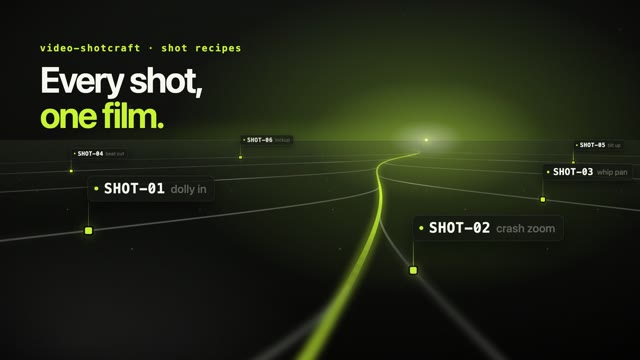 video-shotcraft · shot recipes
Every shot,
one film.
SHOT-06
SHOT-05 tilt up
SHOT-04
SHOT-03 whip pan
SHOT-01 dolly in
SHOT-02 crash zoom